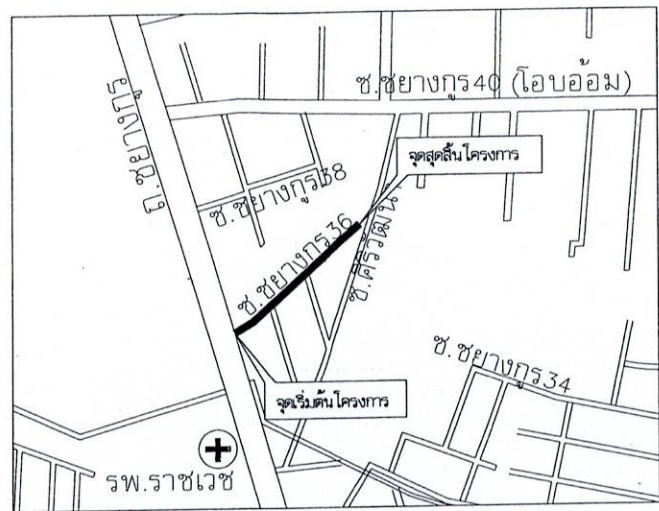 ซ.ชยางกูร40 (โอบอ้อม)
ถ.ชยางกูร
จุดสุดสิ้นโครงการ
ซ.ชยางกูร38
ซ.ชยางกูร36
ซ.ศิริวัฒน์
ซ.ชยางกูร34
จุดเริ่มต้นโครงการ
รพ.ราชเวช